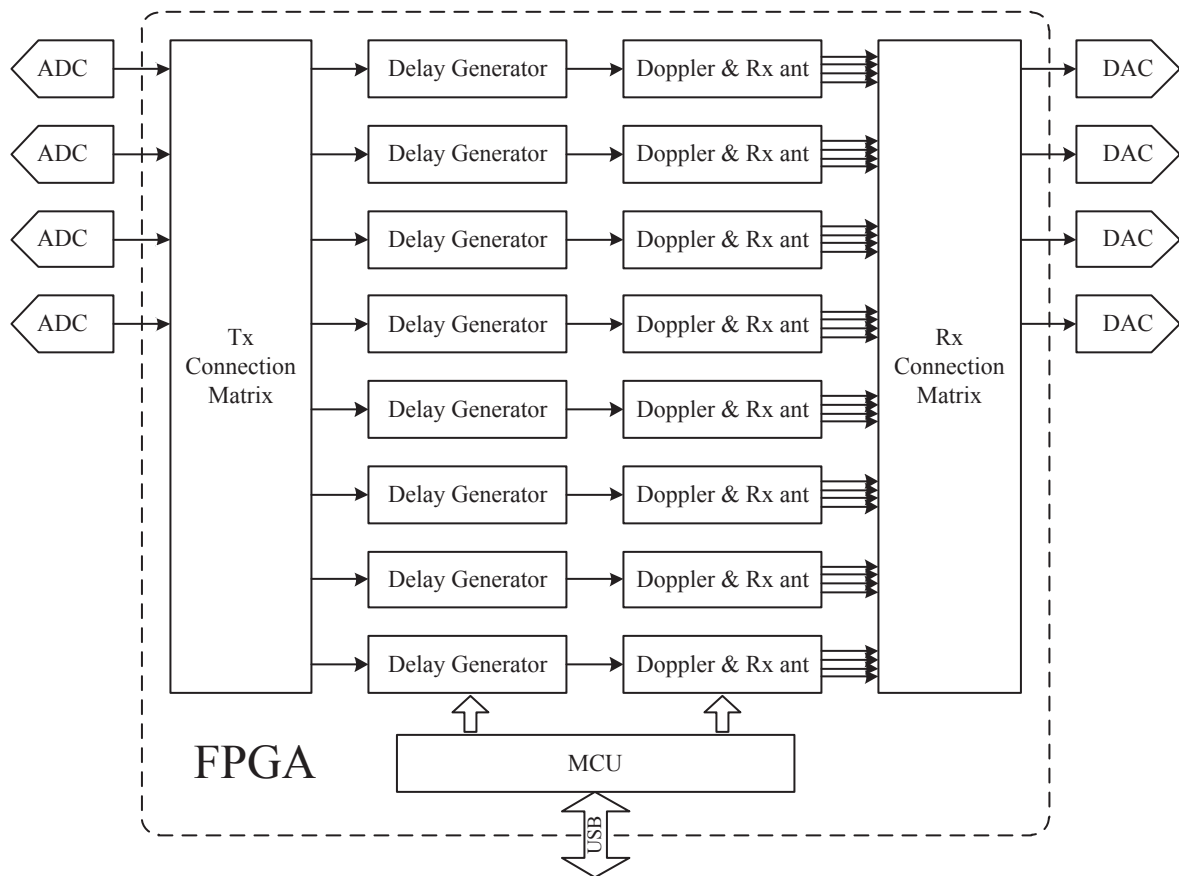 ADC
Delay Generator
Doppler & Rx ant
DAC
ADC
Delay Generator
Doppler & Rx ant
DAC
ADC
Delay Generator
Doppler & Rx ant
DAC
ADC
Delay Generator
Doppler & Rx ant
DAC
Tx
Connection
Matrix
Rx
Connection
Matrix
Delay Generator
Doppler & Rx ant
Delay Generator
Doppler & Rx ant
Delay Generator
Doppler & Rx ant
Delay Generator
Doppler & Rx ant
FPGA
MCU
USB